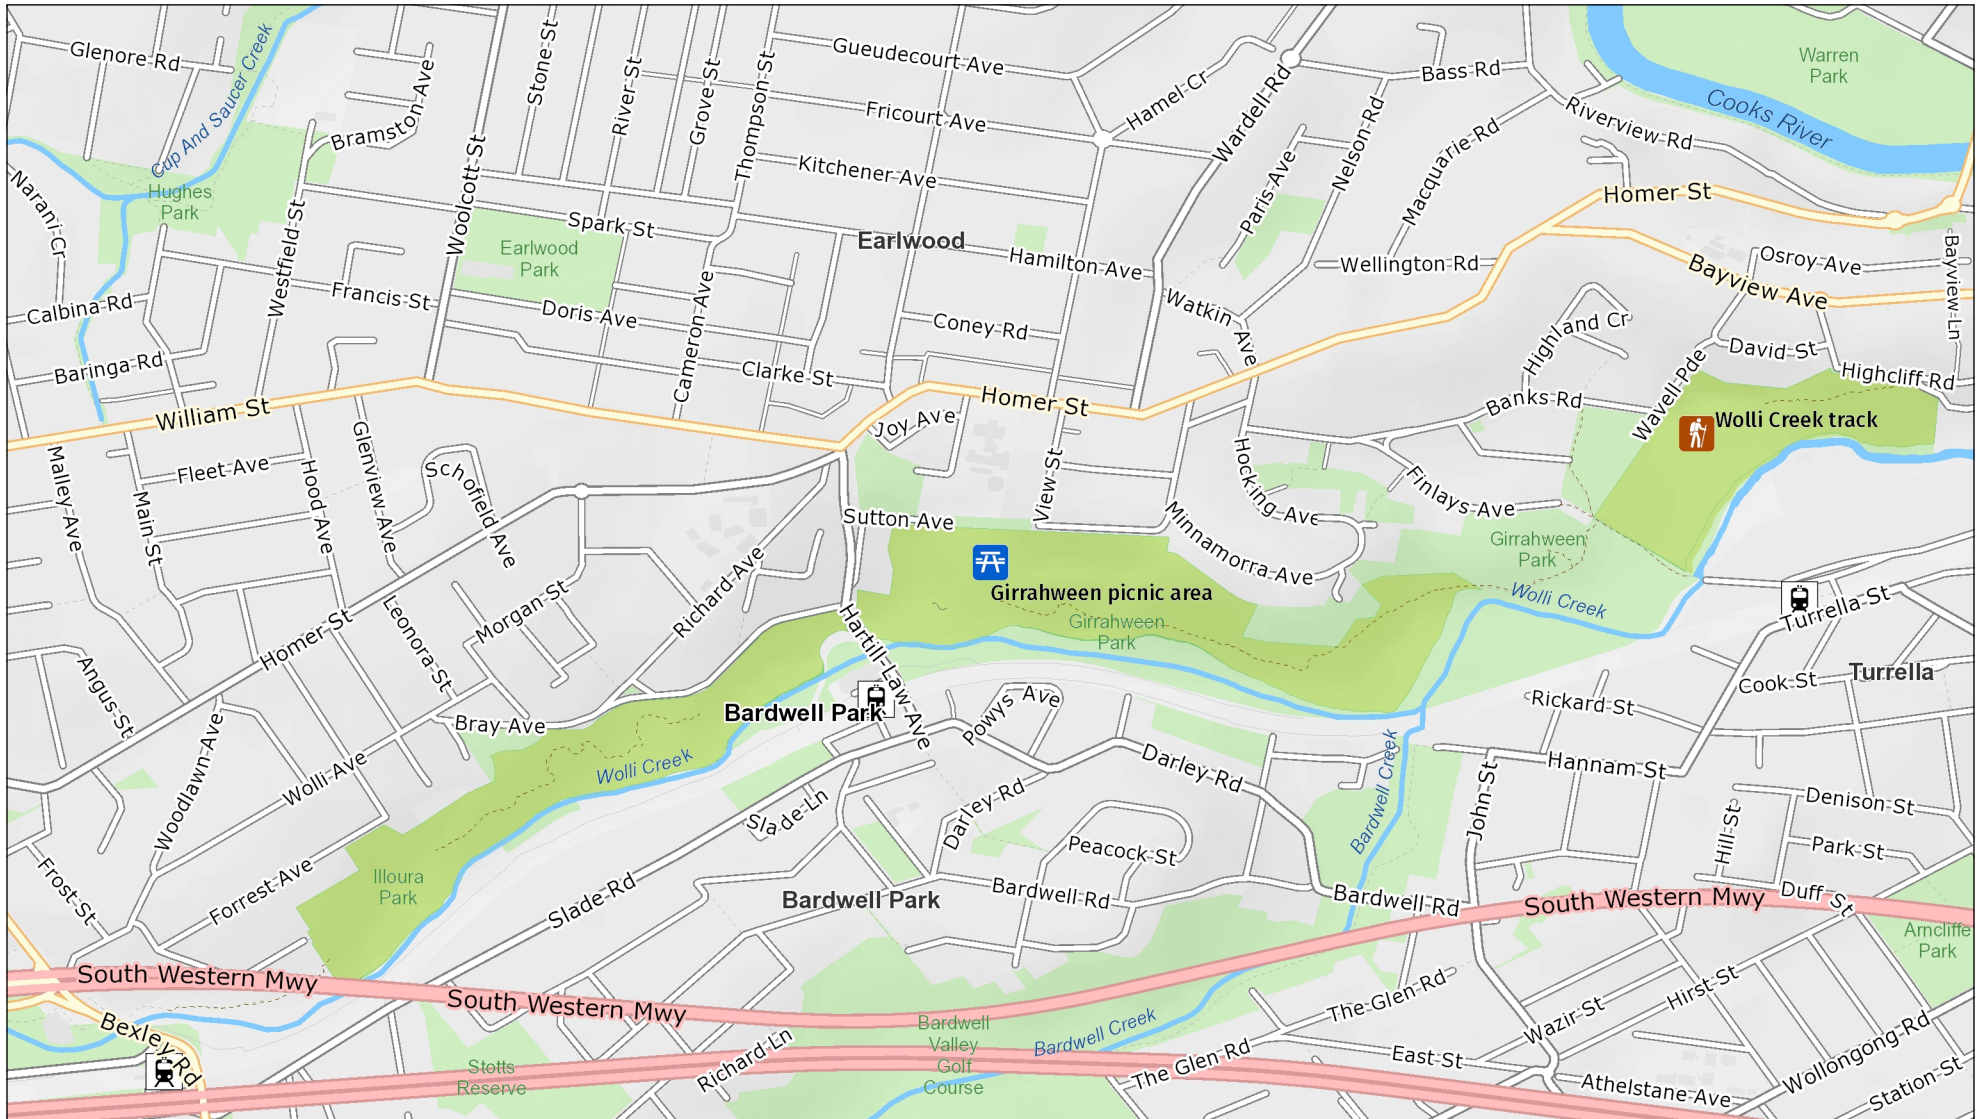 Glenore Rd
Cup And Saucer Creek
Bramston Ave
Stone St
River St
Grove St
Thompson St
Gueudecourt Ave
Fricourt Ave
Kitchener Ave
Hamel Cr
Wardell Rd
Bass Rd
Nelson Rd
Paris Ave
Macquarie Rd
Riverview Rd
Warren
Park
Cooks River
Narani Cr
Hughes
Park
Westfield St
Woolcott St
Spark St
Earlwood
Park
Earlwood
Hamilton Ave
Homer St
Wellington Rd
Bayview Ave
Osroy Ave
Bayview Ln
Calbina Rd
Francis St
Doris Ave
Cameron Ave
Coney Rd
Watkin Ave
Highland Cr
David St
Highcliff Rd
Baringa Rd
Clarke St
Homer St
Banks Rd
Wavell Pde
Wolli Creek track
William St
Joy Ave
Malley Ave
Fleet Ave
Main St
Hood Ave
Glenview Ave
Schofield Ave
View St
Hocking Ave
Finlays Ave
Sutton Ave
Minnamorra Ave
Girrahween
Park
Girrahween picnic area
Girrahween
Park
Wolli Creek
Turrella St
Richard Ave
Morgan St
Leonora St
Homer St
Hartill-Law Ave
Angus St
Turrella
Cook St
Rickard St
Powys Ave
Bardwell Park
Bray Ave
Wolli Creek
Woodlawn Ave
Wolli Ave
Darley Rd
Bardwell Creek
Hannam St
John St
Denison St
Hill St
Park St
Slade Ln
Darley Rd
Peacock St
Frost St
Forrest Ave
Illoura
Park
Slade Rd
Bardwell Park
Bardwell Rd
Bardwell Rd
Duff St
South Western Mwy
Arncliffe
Park
South Western Mwy
South Western Mwy
Bexley Rd
Stotts
Reserve
Richard Ln
Bardwell
Valley
Golf
Course
Bardwell Creek
The Glen Rd
The Glen Rd
Wazir St
Hirst St
East St
Athelstane Ave
Wollongong Rd
Station St